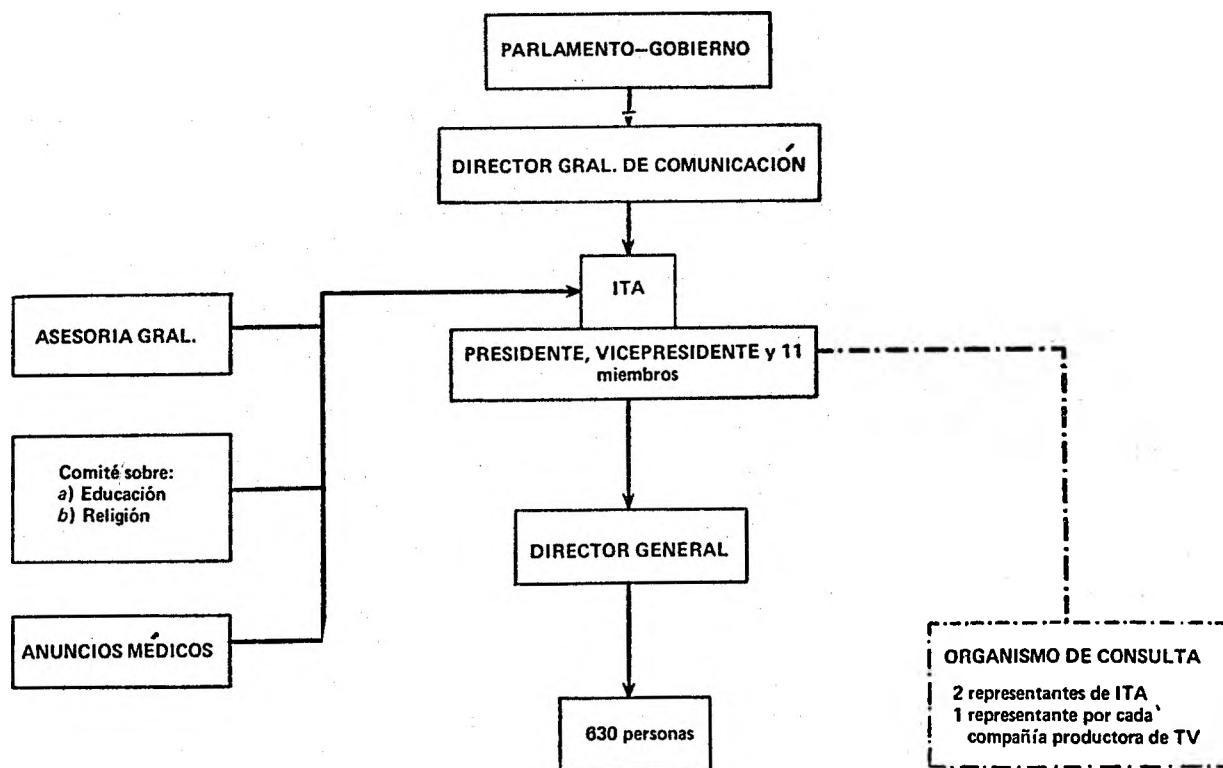 PARLAMENTO–GOBIERNO
DIRECTOR GRAL. DE COMUNICACIÓN
ITA
PRESIDENTE, VICEPRESIDENTE y 11
miembros
ASESORIA GRAL.
Comité sobre:
a) Educación
b) Religión
ANUNCIOS MÉDICOS
DIRECTOR GENERAL
630 personas
ORGANISMO DE CONSULTA
2 representantes de ITA
1 representante por cada
compañía productora de TV